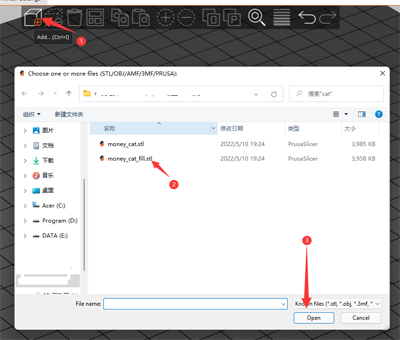 Add... [Ctrl+I]
1
Choose one or more files (STL/OBJ/AMF/3MF/PRUSA):
搜索"cat"
组织
新建文件夹
名称 修改日期 类型 大小
图片
文档
下载
音乐
桌面
Acer (C:)
Program (D:)
DATA (E:)
money_cat.stl 2022/5/10 19:24 PrusaSlicer 3,985 KB
money_cat_fill.stl 2022/5/10 19:24 PrusaSlicer 3,958 KB
2
3
File name:
Known files (*.stl, *.obj, *.3mf, *
Open
Cancel